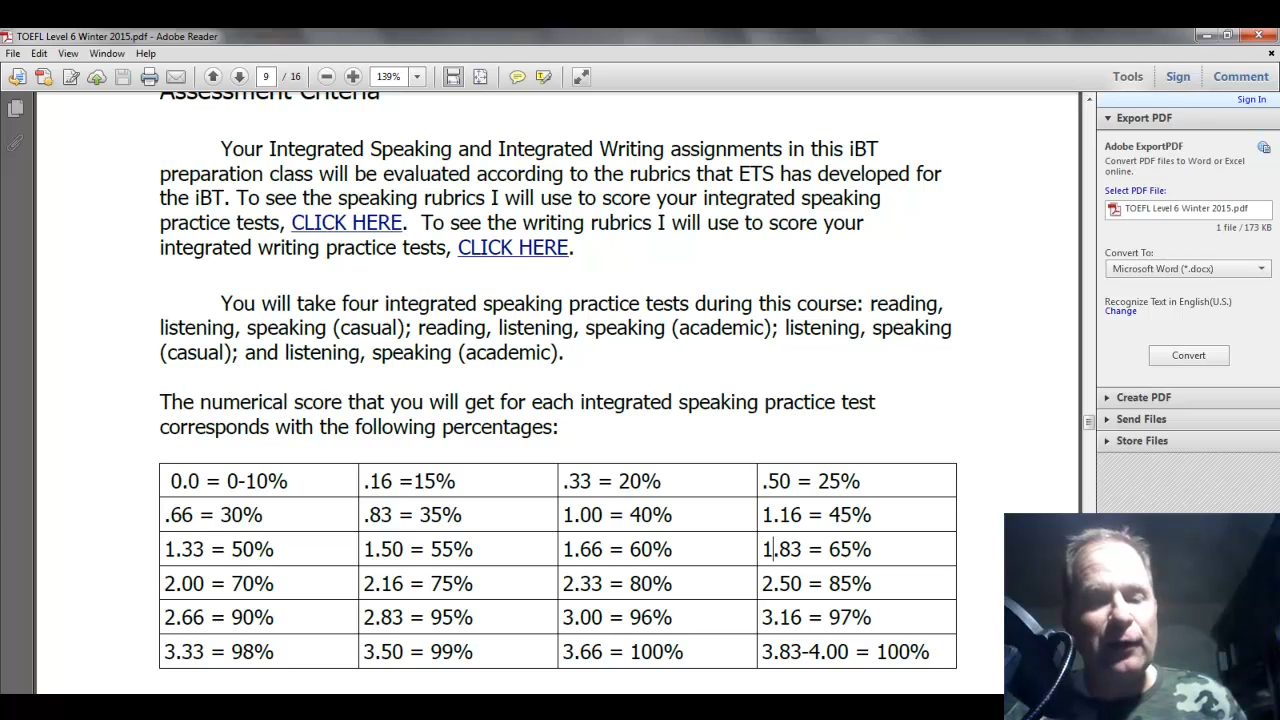 TOEFL Level 6 Winter 2015.pdf - Adobe Reader
File Edit View Window Help
9 / 16 139% Tools Sign Comment
Sign In
Assessment Criteria
Your Integrated Speaking and Integrated Writing assignments in this iBT
preparation class will be evaluated according to the rubrics that ETS has developed for
the iBT. To see the speaking rubrics I will use to score your integrated speaking
practice tests, CLICK HERE. To see the writing rubrics I will use to score your
integrated writing practice tests, CLICK HERE.
You will take four integrated speaking practice tests during this course: reading,
listening, speaking (casual); reading, listening, speaking (academic); listening, speaking
(casual); and listening, speaking (academic).
The numerical score that you will get for each integrated speaking practice test
corresponds with the following percentages:
0.0 = 0-10% .16 =15% .33 = 20% .50 = 25%
.66 = 30% .83 = 35% 1.00 = 40% 1.16 = 45%
1.33 = 50% 1.50 = 55% 1.66 = 60% 1.83 = 65%
2.00 = 70% 2.16 = 75% 2.33 = 80% 2.50 = 85%
2.66 = 90% 2.83 = 95% 3.00 = 96% 3.16 = 97%
3.33 = 98% 3.50 = 99% 3.66 = 100% 3.83-4.00 = 100%
Export PDF
Adobe ExportPDF
Convert PDF files to Word or Excel
online.
Select PDF File:
TOEFL Level 6 Winter 2015.pdf
1 file / 173 KB
Convert To:
Microsoft Word (*.docx)
Recognize Text in English(U.S.)
Change
Convert
Create PDF
Send Files
Store Files